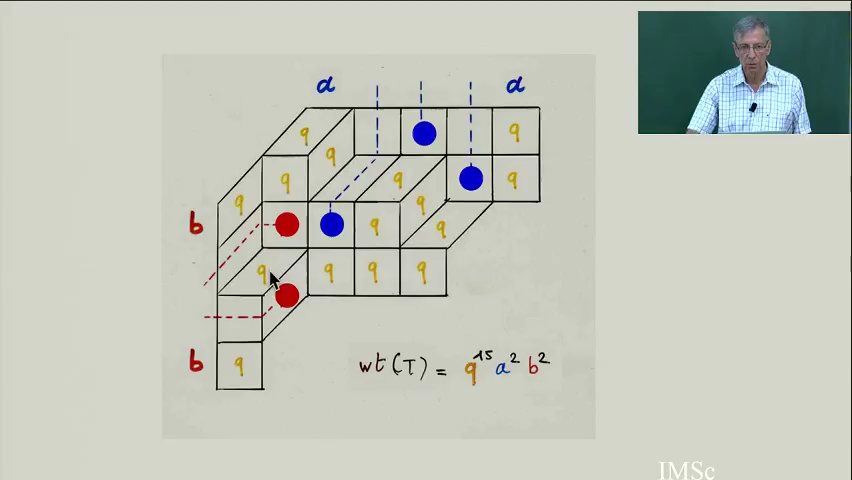 a a
q q
q
q q q
q
q
b q q
q q q q
b q
wt(T) = q¹⁵ a² b²
IMSc